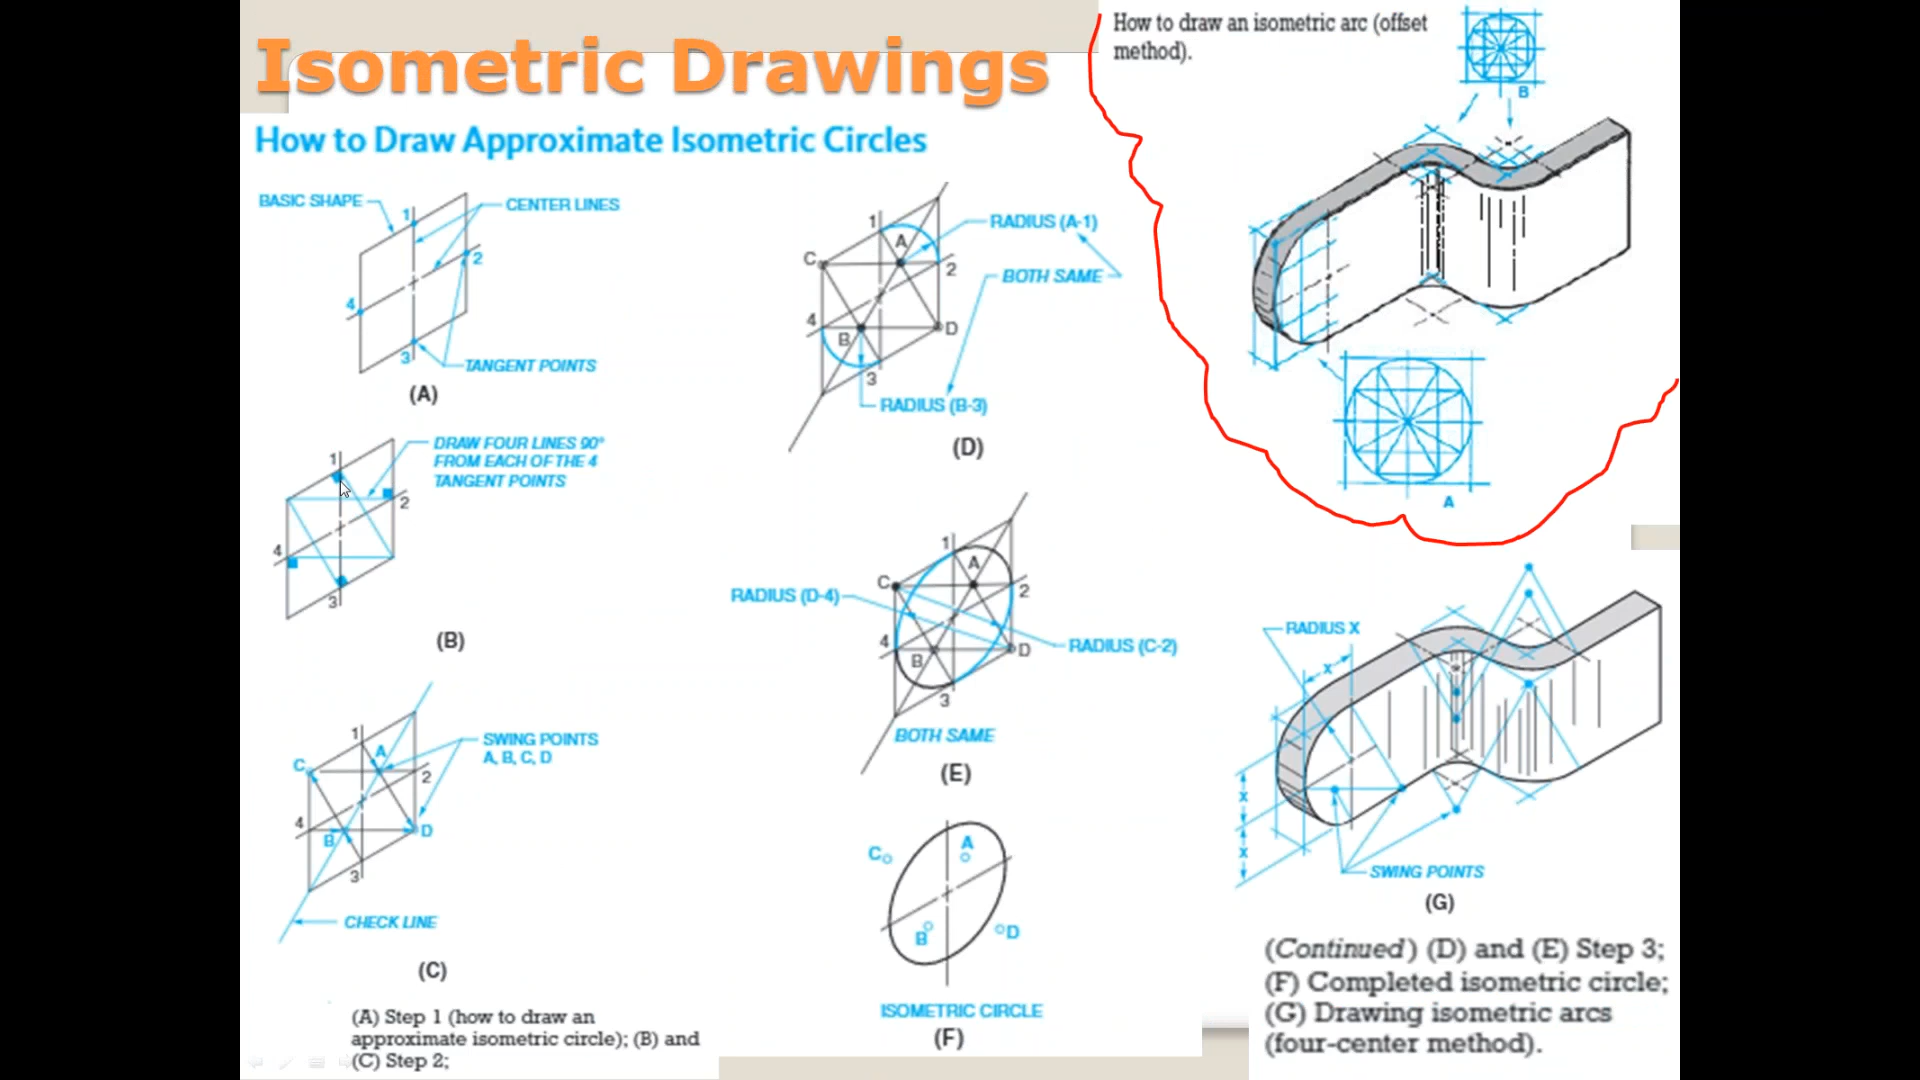 Isometric Drawings
How to Draw Approximate Isometric Circles
BASIC SHAPE
CENTER LINES
1
2
4
3
TANGENT POINTS
(A)
DRAW FOUR LINES 90°
FROM EACH OF THE 4
TANGENT POINTS
1
2
4
3
(B)
1
A
C
2
4
B
D
3
SWING POINTS
A, B, C, D
CHECK LINE
(C)
(A) Step 1 (how to draw an
approximate isometric circle); (B) and
(C) Step 2;
1
A
C
2
4
B
D
3
RADIUS (A-1)
BOTH SAME
RADIUS (B-3)
(D)
1
A
C
2
RADIUS (D-4)
4
B
D
RADIUS (C-2)
3
BOTH SAME
(E)
A
C
B
D
ISOMETRIC CIRCLE
(F)
How to draw an isometric arc (offset
method).
B
A
RADIUS X
X
X
X
SWING POINTS
(G)
(Continued) (D) and (E) Step 3;
(F) Completed isometric circle;
(G) Drawing isometric arcs
(four-center method).